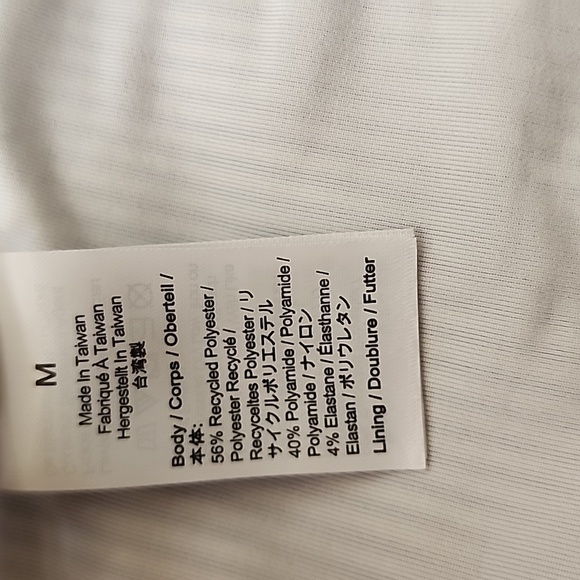 M
Made In Taiwan
Fabriqué À Taiwan
Hergestellt In Taiwan
台湾製
Body / Corps / Oberteil /
本体:
56% Recycled Polyester /
Polyester Recyclé /
Recyceltes Polyester / リ
サイクルポリエステル
40% Polyamide / Polyamide /
Polyamide / ナイロン
4% Elastane / Élasthanne /
Elastan / ポリウレタン
Lining / Doublure / Futter